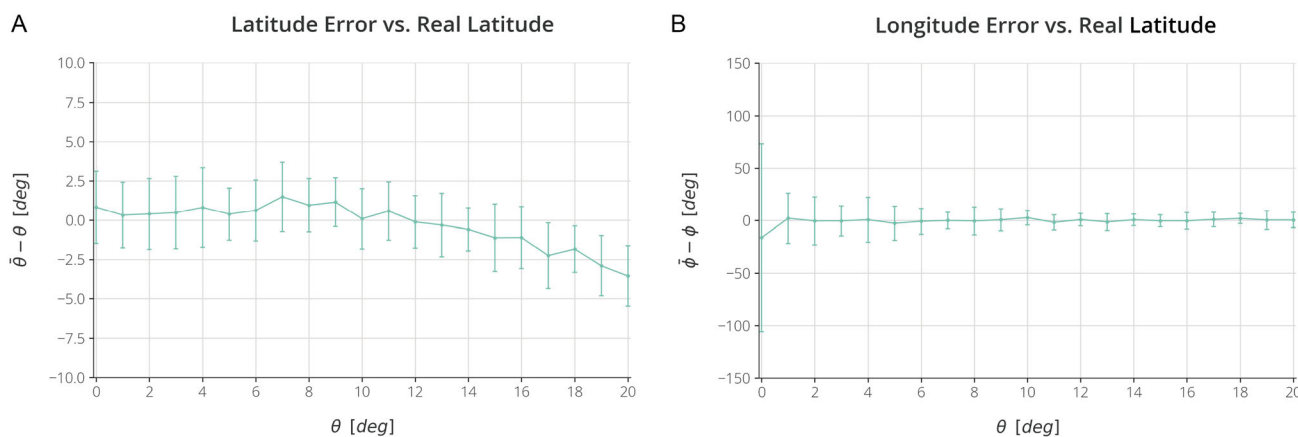 A
Latitude Error vs. Real Latitude
10.0
7.5
5.0
2.5
0.0
−2.5
−5.0
−7.5
−10.0
θ̄ − θ [deg]
0 2 4 6 8 10 12 14 16 18 20
θ [deg]
B
Longitude Error vs. Real Latitude
150
100
50
0
−50
−100
−150
ϕ̄ − ϕ [deg]
0 2 4 6 8 10 12 14 16 18 20
θ [deg]